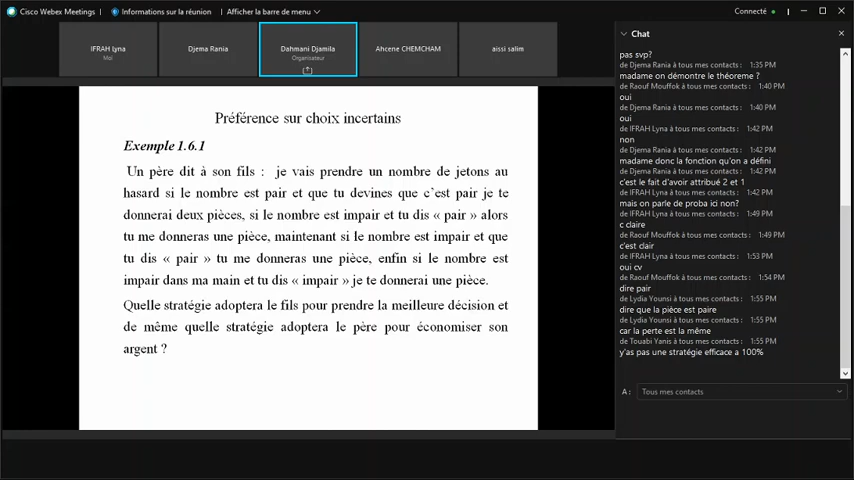 Cisco Webex Meetings | Informations sur la réunion | Afficher la barre de menu
Connecté
IFRAH Lyna
Moi
Djema Rania
Dahmani Djamila
Organisateur
Ahcene CHEMCHAM
aissi salim
Préférence sur choix incertains
Exemple 1.6.1
Un père dit à son fils : je vais prendre un nombre de jetons au
hasard si le nombre est pair et que tu devines que c’est pair je te
donnerai deux pièces, si le nombre est impair et tu dis « pair » alors
tu me donneras une pièce, maintenant si le nombre est impair et que
tu dis « pair » tu me donneras une pièce, enfin si le nombre est
impair dans ma main et tu dis « impair » je te donnerai une pièce.
Quelle stratégie adoptera le fils pour prendre la meilleure décision et
de même quelle stratégie adoptera le père pour économiser son
argent ?
Chat
pas svp?
de Djema Rania à tous mes contacts : 1:35 PM
madame on démontre le théoreme ?
de Raouf Mouffok à tous mes contacts : 1:40 PM
oui
de Djema Rania à tous mes contacts : 1:40 PM
oui
de IFRAH Lyna à tous mes contacts : 1:42 PM
non
de Djema Rania à tous mes contacts : 1:42 PM
madame donc la fonction qu'on a défini
de Djema Rania à tous mes contacts : 1:42 PM
c'est le fait d'avoir attribué 2 et 1
de IFRAH Lyna à tous mes contacts : 1:42 PM
mais on parle de proba ici non?
de IFRAH Lyna à tous mes contacts : 1:49 PM
c claire
de Raouf Mouffok à tous mes contacts : 1:49 PM
c'est clair
de IFRAH Lyna à tous mes contacts : 1:53 PM
oui cv
de Raouf Mouffok à tous mes contacts : 1:54 PM
dire pair
de Lydia Younsi à tous mes contacts : 1:55 PM
dire que la pièce est paire
de Lydia Younsi à tous mes contacts : 1:55 PM
car la perte est la même
de Touabi Yanis à tous mes contacts : 1:55 PM
y'as pas une stratégie efficace a 100%
A : Tous mes contacts